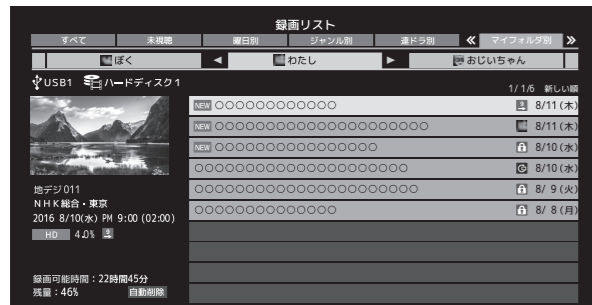 録画リスト
すべて 未視聴 曜日別 ジャンル別 連ドラ別 ≪ マイフォルダ別 ≫
ぼく ◀ わたし ▶ おじいちゃん
USB1 ハードディスク1
1/1/6 新しい順
NEW ○○○○○○○○○○○○ 8/11(木)
NEW ○○○○○○○○○○○○○○○○○○○○○ 8/11(木)
NEW ○○○○○○○○○○○○○○○○ 8/10(水)
○○○○○○○○○○○○○○○○○○○○○ 8/10(水)
○○○○○○○○○○○○○○○○○○○○○○ 8/ 9(火)
○○○○○○○○○○○○○○ 8/ 8(月)
地デジ011
NHK総合・東京
2016 8/10(水) PM 9:00 (02:00)
HD 4.0%
録画可能時間：22時間45分
残量：46% 自動削除